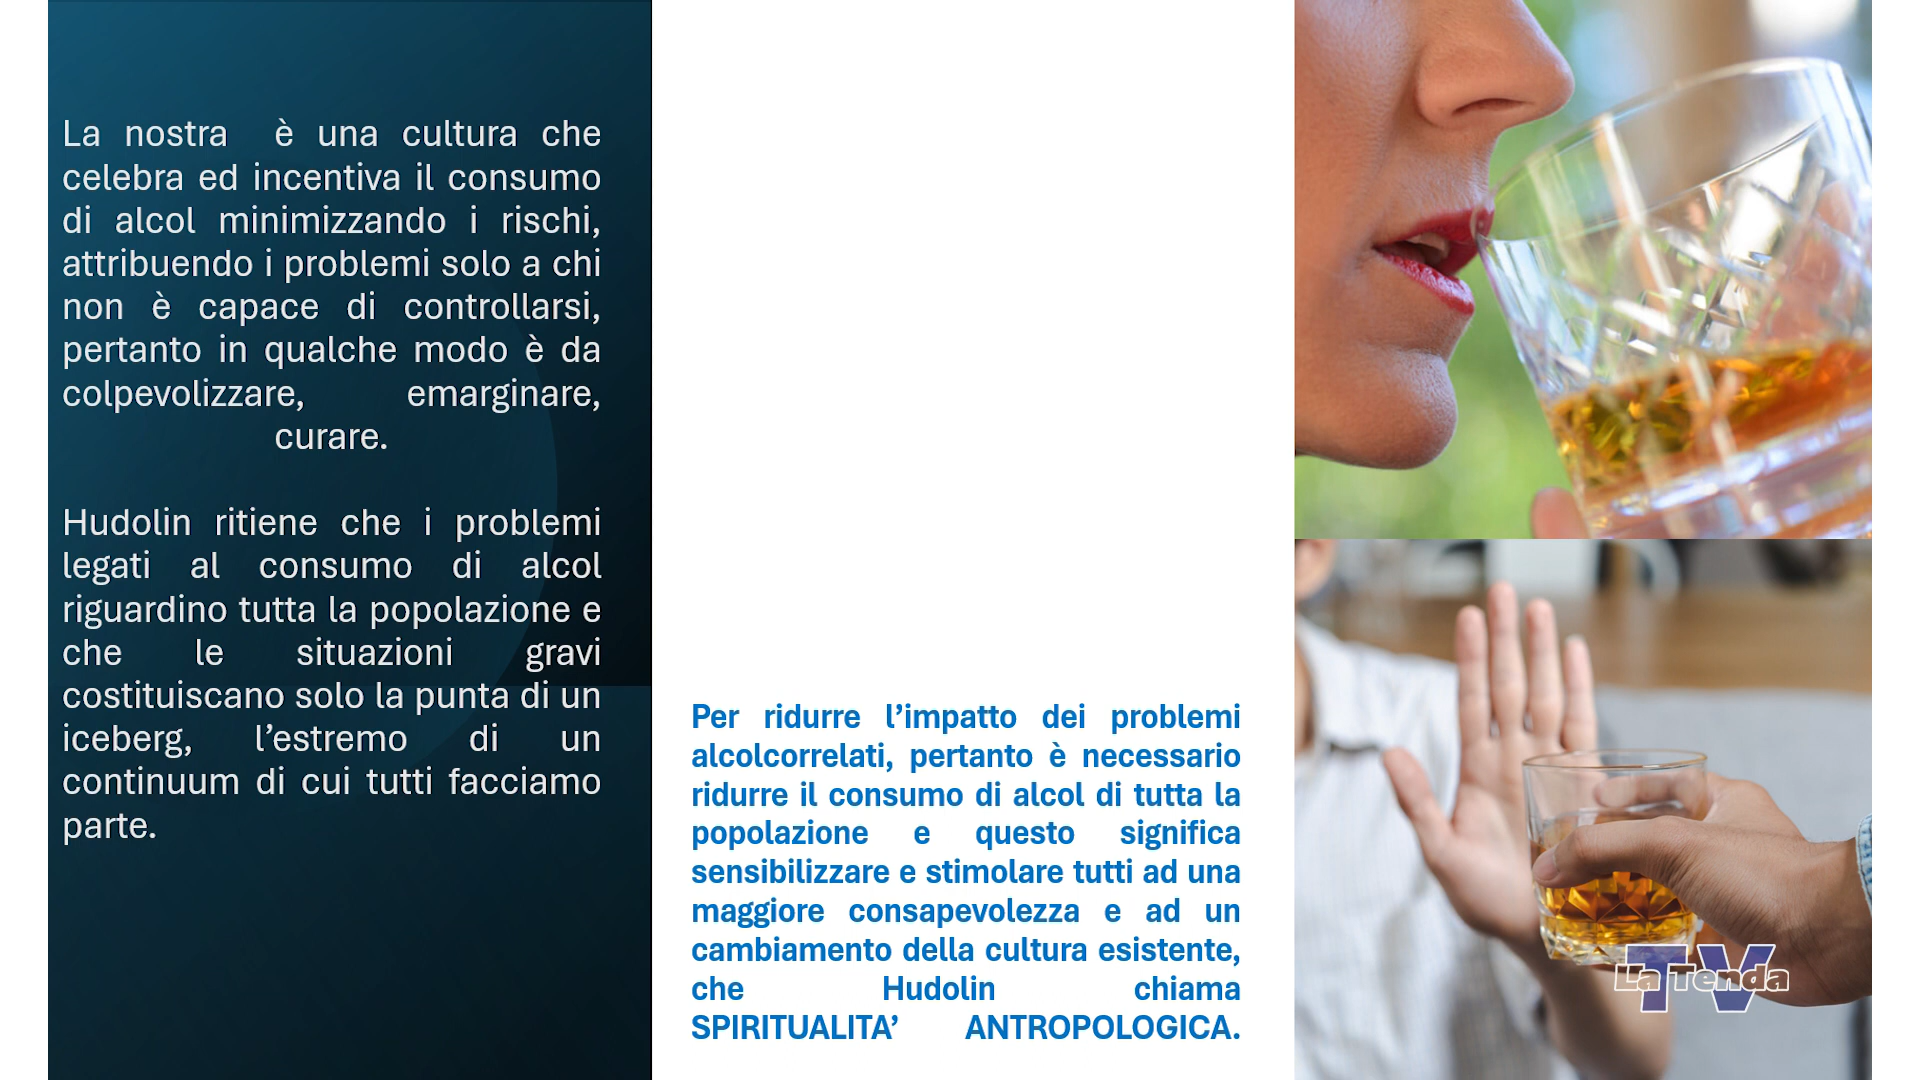 La nostra è una cultura che
celebra ed incentiva il consumo
di alcol minimizzando i rischi,
attribuendo i problemi solo a chi
non è capace di controllarsi,
pertanto in qualche modo è da
colpevolizzare, emarginare,
curare.
Hudolin ritiene che i problemi
legati al consumo di alcol
riguardino tutta la popolazione e
che le situazioni gravi
costituiscano solo la punta di un
iceberg, l’estremo di un
continuum di cui tutti facciamo
parte.
Per ridurre l’impatto dei problemi
alcolcorrelati, pertanto è necessario
ridurre il consumo di alcol di tutta la
popolazione e questo significa
sensibilizzare e stimolare tutti ad una
maggiore consapevolezza e ad un
cambiamento della cultura esistente,
che Hudolin chiama
SPIRITUALITA’ ANTROPOLOGICA.
La Tenda
TV